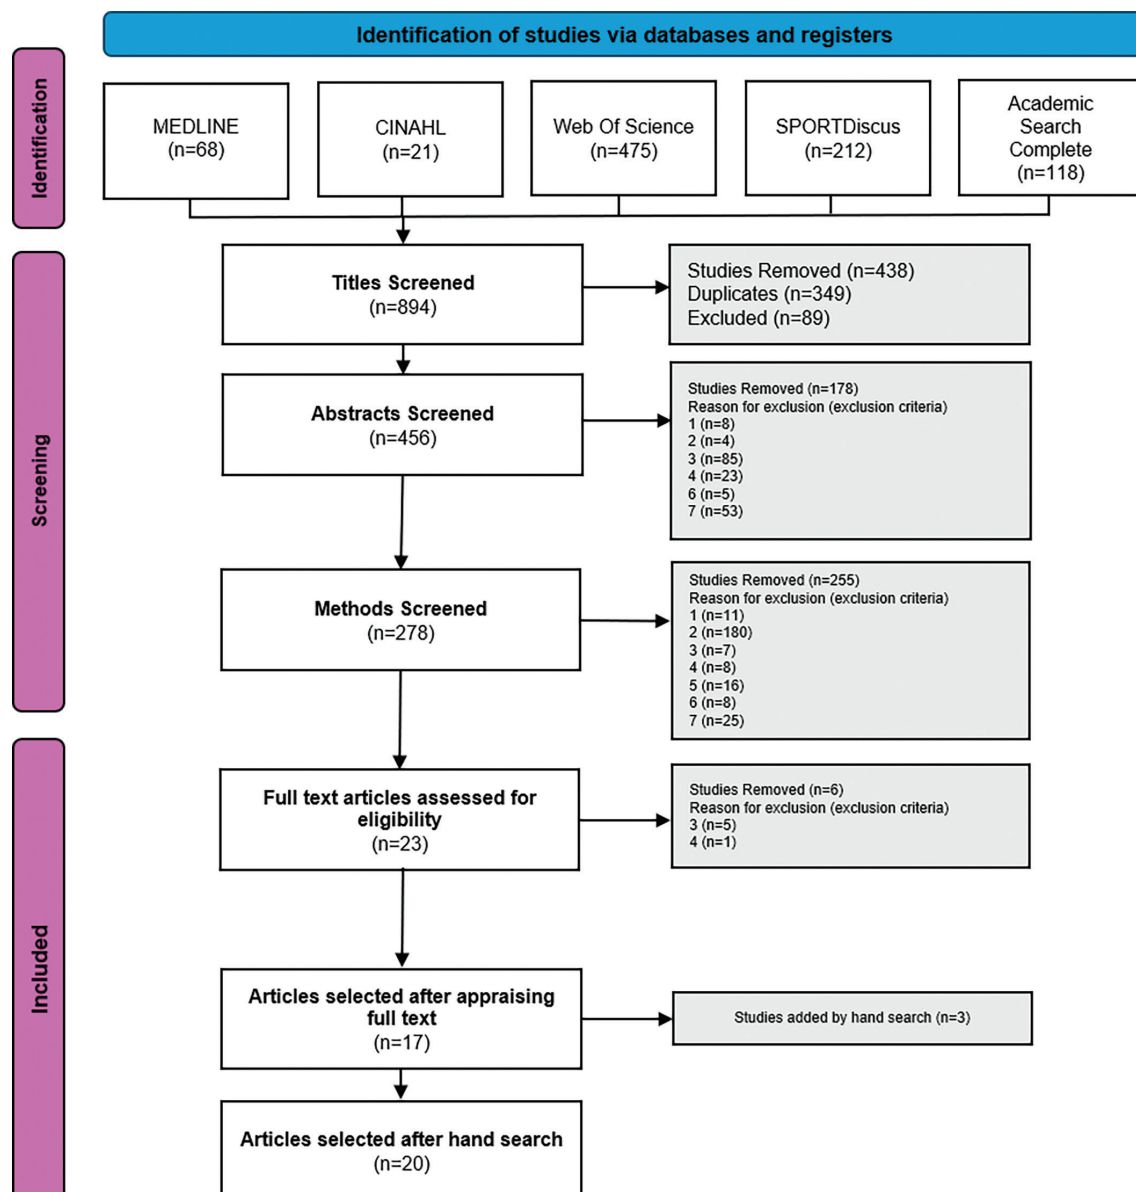 Identification of studies via databases and registers
Identification
MEDLINE
(n=68)
CINAHL
(n=21)
Web Of Science
(n=475)
SPORTDiscus
(n=212)
Academic
Search
Complete
(n=118)
Screening
Titles Screened
(n=894)
Studies Removed (n=438)
Duplicates (n=349)
Excluded (n=89)
Abstracts Screened
(n=456)
Studies Removed (n=178)
Reason for exclusion (exclusion criteria)
1 (n=8)
2 (n=4)
3 (n=85)
4 (n=23)
6 (n=5)
7 (n=53)
Methods Screened
(n=278)
Studies Removed (n=255)
Reason for exclusion (exclusion criteria)
1 (n=11)
2 (n=180)
3 (n=7)
4 (n=8)
5 (n=16)
6 (n=8)
7 (n=25)
Included
Full text articles assessed for
eligibility
(n=23)
Studies Removed (n=6)
Reason for exclusion (exclusion criteria)
3 (n=5)
4 (n=1)
Articles selected after appraising
full text
(n=17)
Studies added by hand search (n=3)
Articles selected after hand search
(n=20)